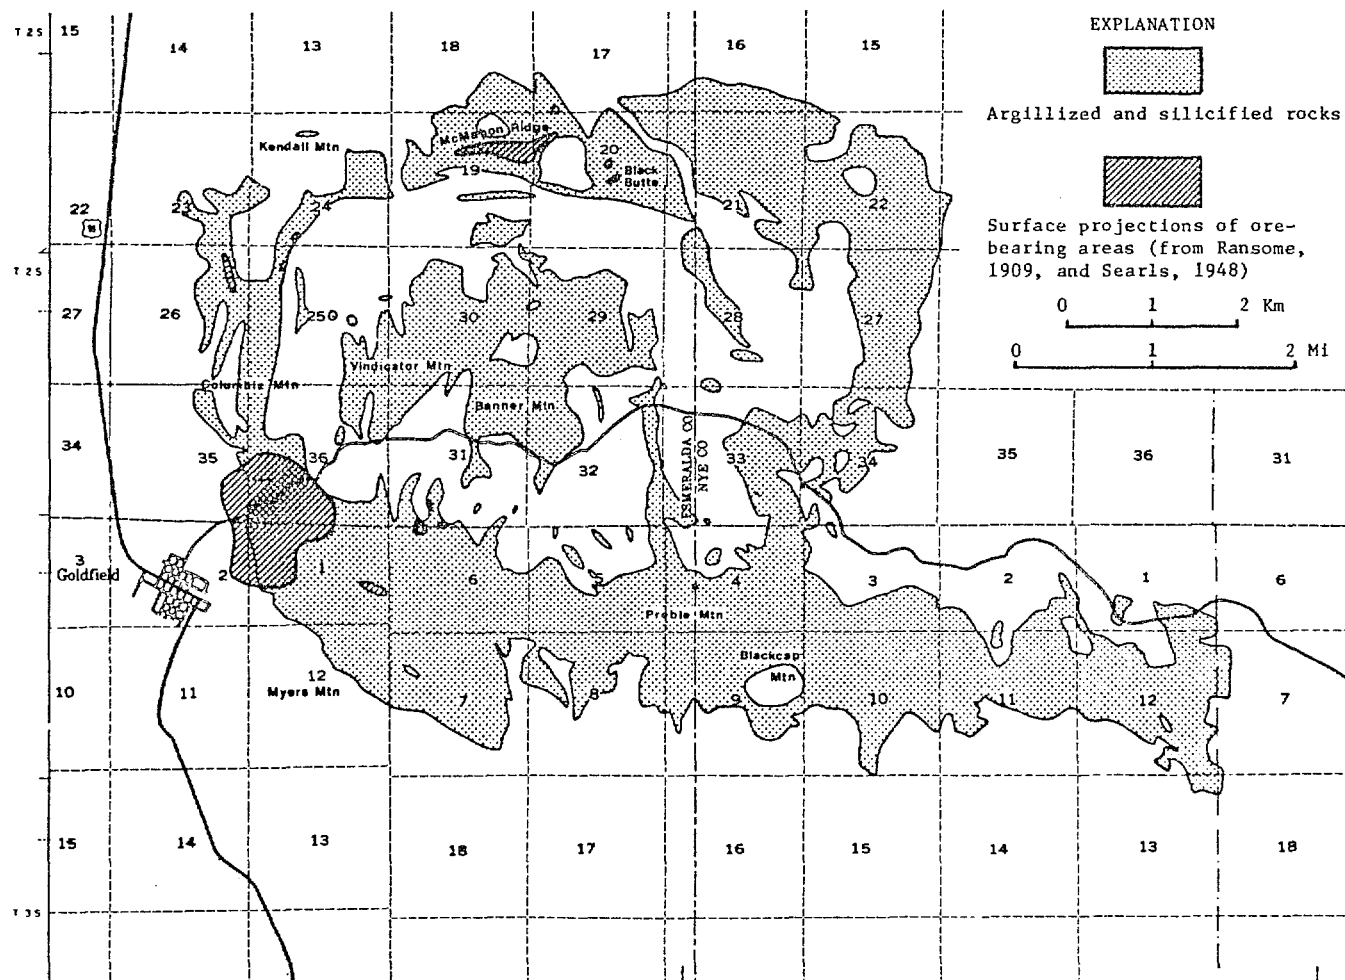 EXPLANATION
Argillized and silicified rocks
Surface projections of ore-
bearing areas (from Ransome,
1909, and Searls, 1948)
0 1 2 Km
0 1 2 Mi
T 2S 15 14 13 18 17 16 15
Kendall Mtn
McMahon Ridge
19
20
Black
Butte
22 23 24 21 22
T 2S
27 26 25 30 29 28 27
Columbia Mtn
Vindicator Mtn
Banner Mtn
34 35 36 31 32 33 34 35 36 31
ESMERALDA CO
NYE CO
3 2 1 6 5 4 3 2 1 6
Goldfield
Preble Mtn
Blackcap
Mtn
10 11 12 7 8 9 10 11 12 7
Myers Mtn
15 14 13 18 17 16 15 14 13 18
T 3S